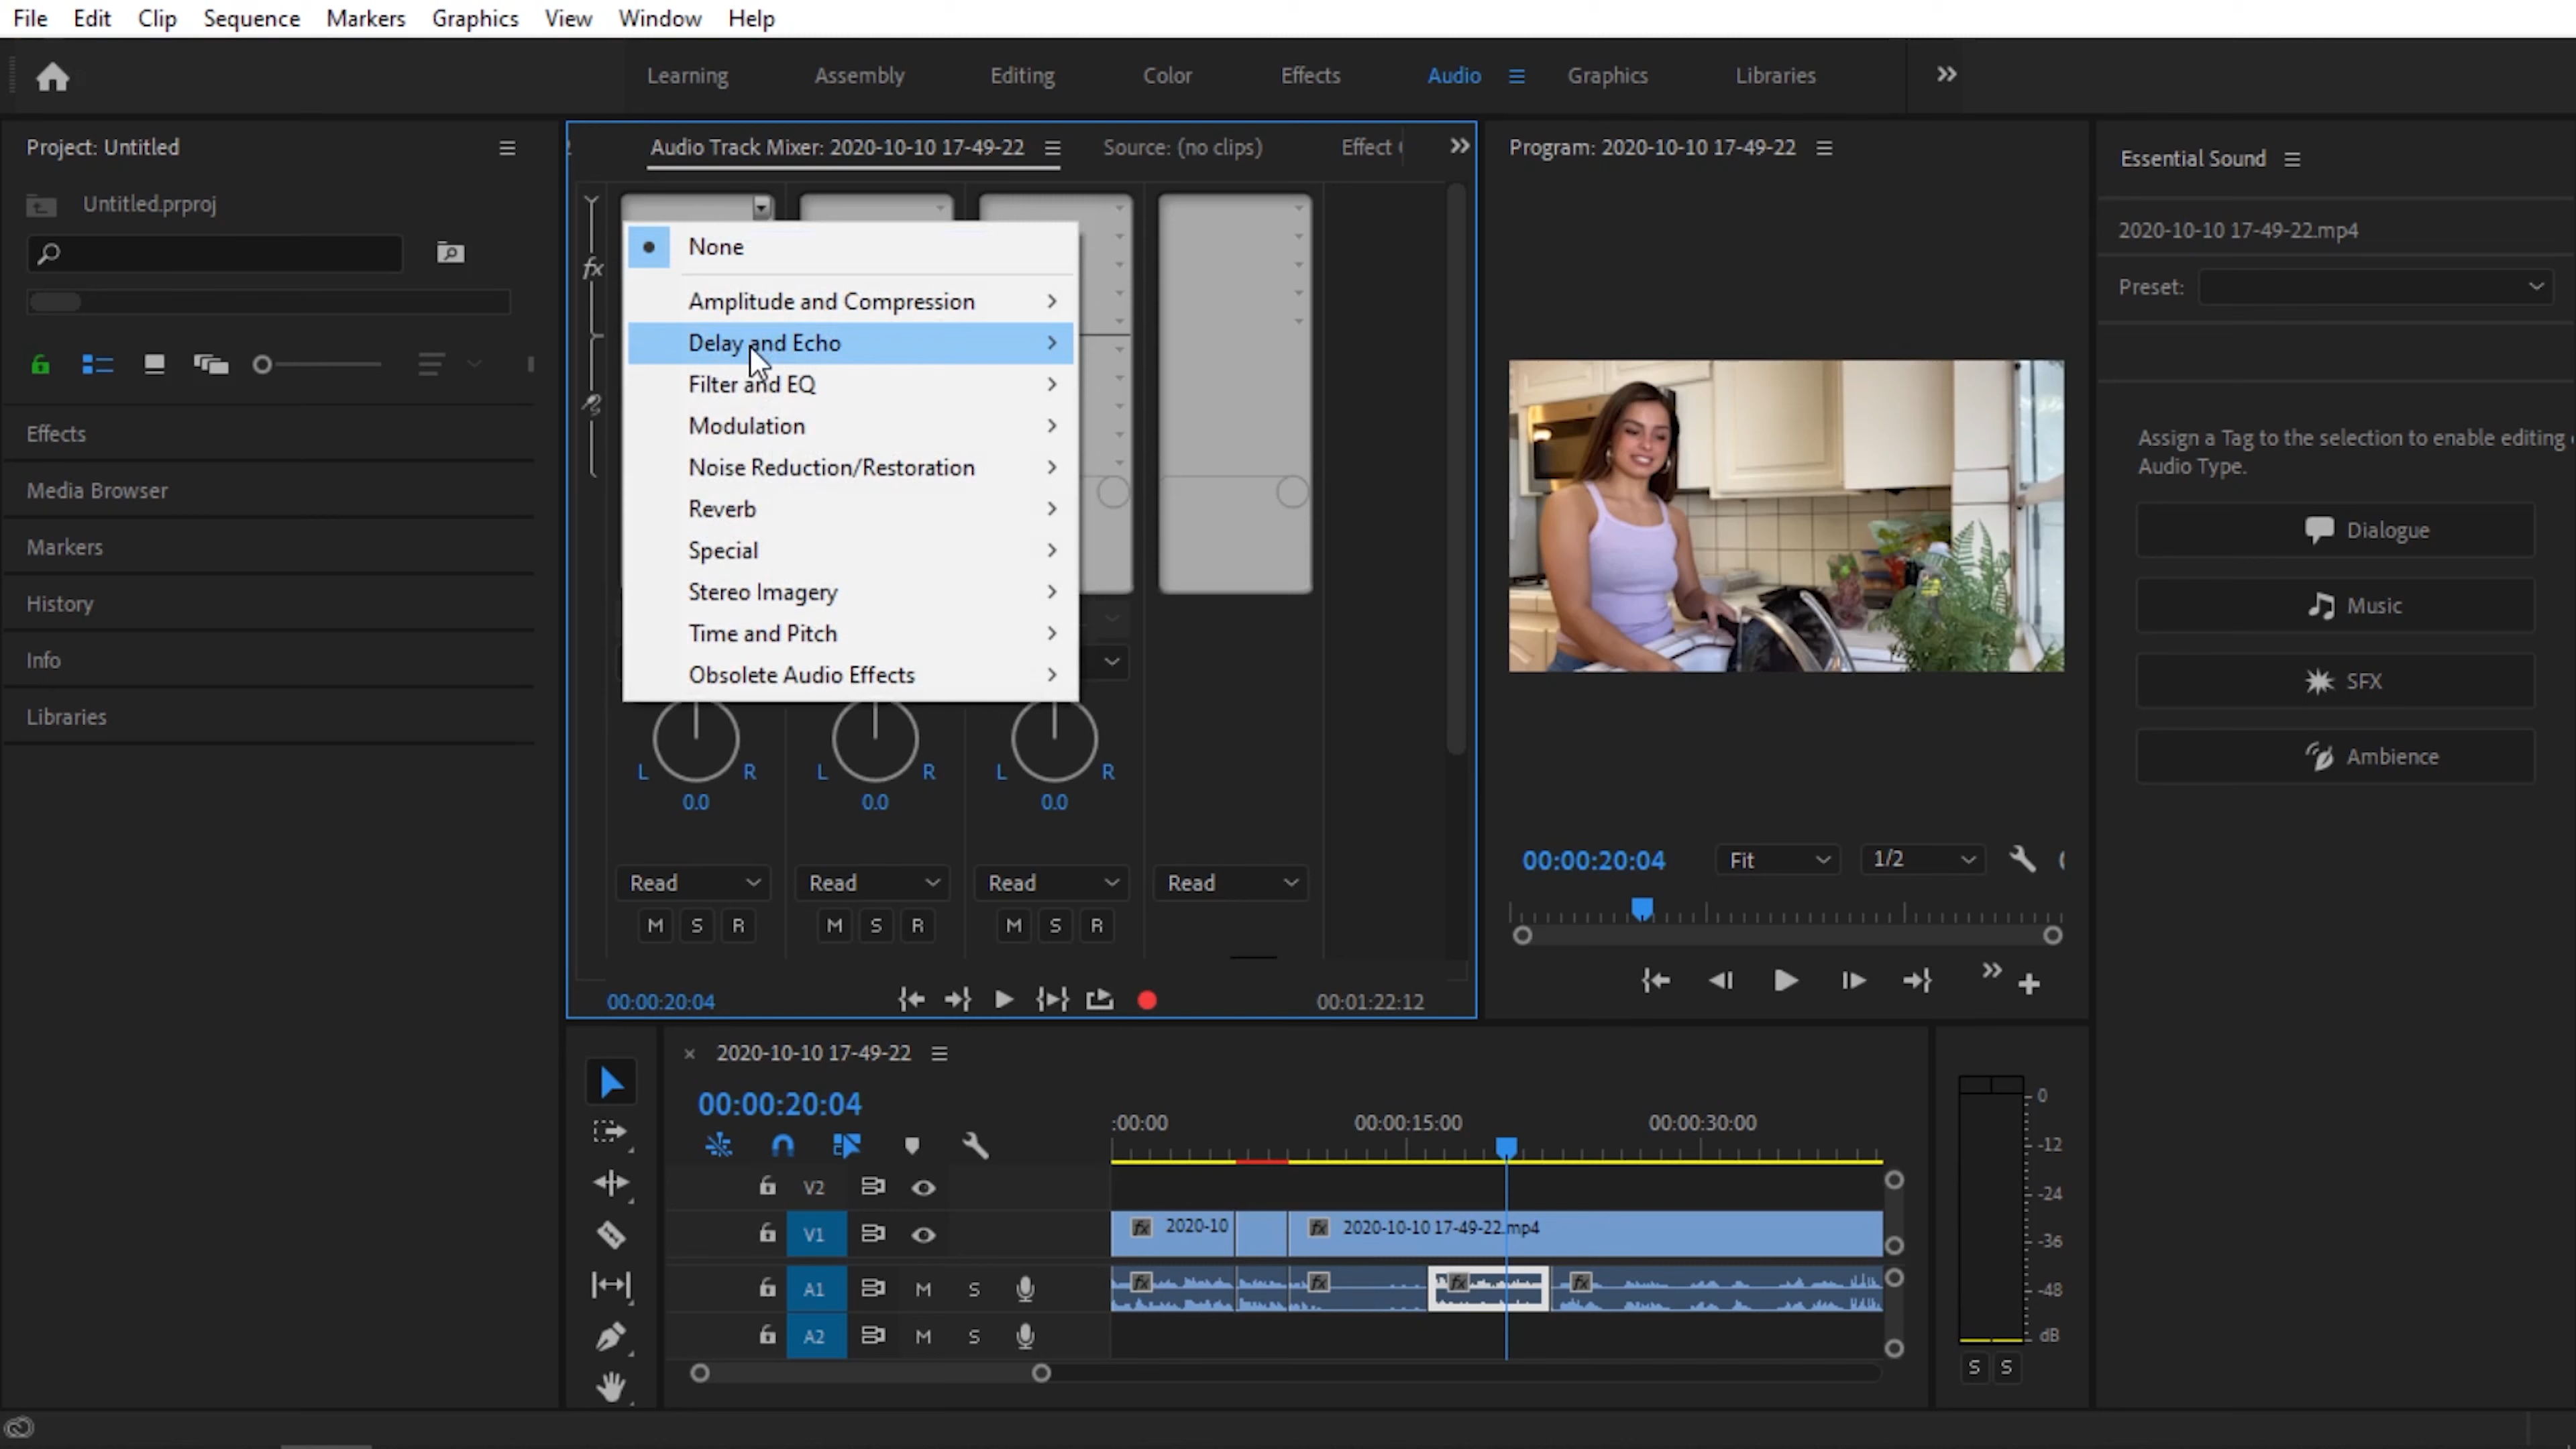 File Edit Clip Sequence Markers Graphics View Window Help
Learning Assembly Editing Color Effects Audio Graphics Libraries
Project: Untitled
Untitled.prproj
Effects
Media Browser
Markers
History
Info
Libraries
Audio Track Mixer: 2020-10-10 17-49-22 Source: (no clips) Effect
fx
None
Amplitude and Compression
Delay and Echo
Filter and EQ
Modulation
Noise Reduction/Restoration
Reverb
Special
Stereo Imagery
Time and Pitch
Obsolete Audio Effects
L R L R L R
0.0 0.0 0.0
Read Read Read Read
M S R M S R M S R
00:00:20:04 00:01:22:12
Program: 2020-10-10 17-49-22
00:00:20:04 Fit 1/2
Essential Sound
2020-10-10 17-49-22.mp4
Preset:
Assign a Tag to the selection to enable editing
Audio Type.
Dialogue
Music
SFX
Ambience
2020-10-10 17-49-22
00:00:20:04
:00:00 00:00:15:00 00:00:30:00
V2
V1 fx 2020-10 fx 2020-10-10 17-49-22.mp4
A1 M S fx fx fx fx
A2 M S
0
-12
-24
-36
-48
dB
S S